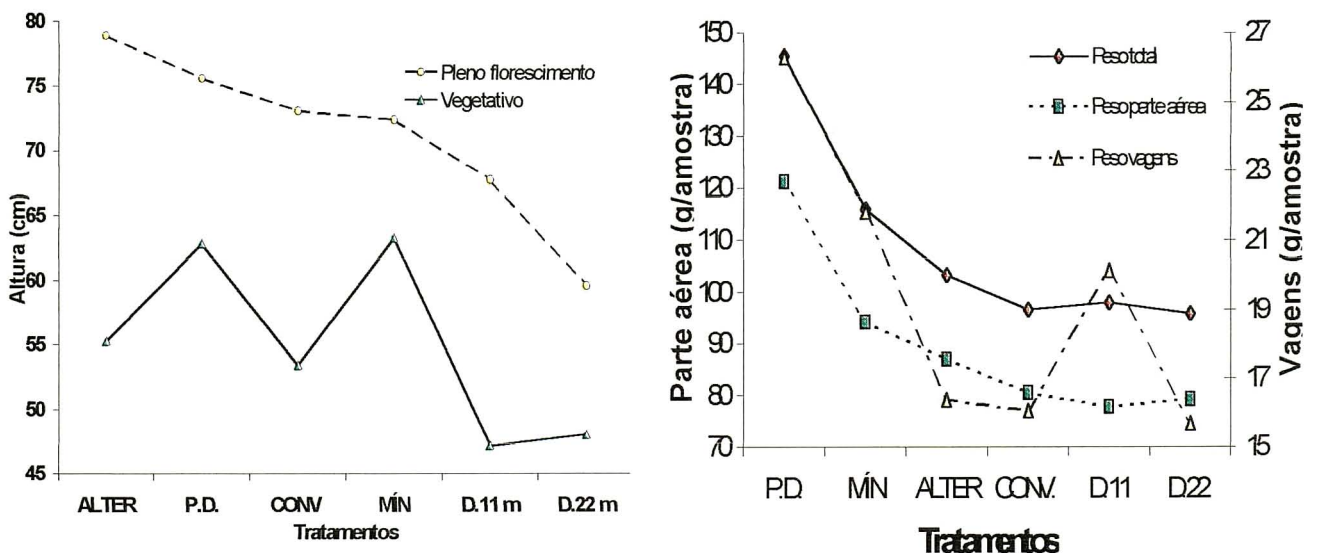 80
75
70
65
60
55
50
45
Altura (cm)
Pleno florescimento
Vegetativo
ALTER P.D. CONV MÍN D.11 m D.22 m
Tratamentos
150
140
130
120
110
100
90
80
70
Parte aérea (g/amostra)
Peso total
Peso parte aérea
Peso vagens
27
25
23
21
19
17
15
Vagens (g/amostra)
P.D. MÍN ALTER CONV. D.11 D.22
Tratamentos